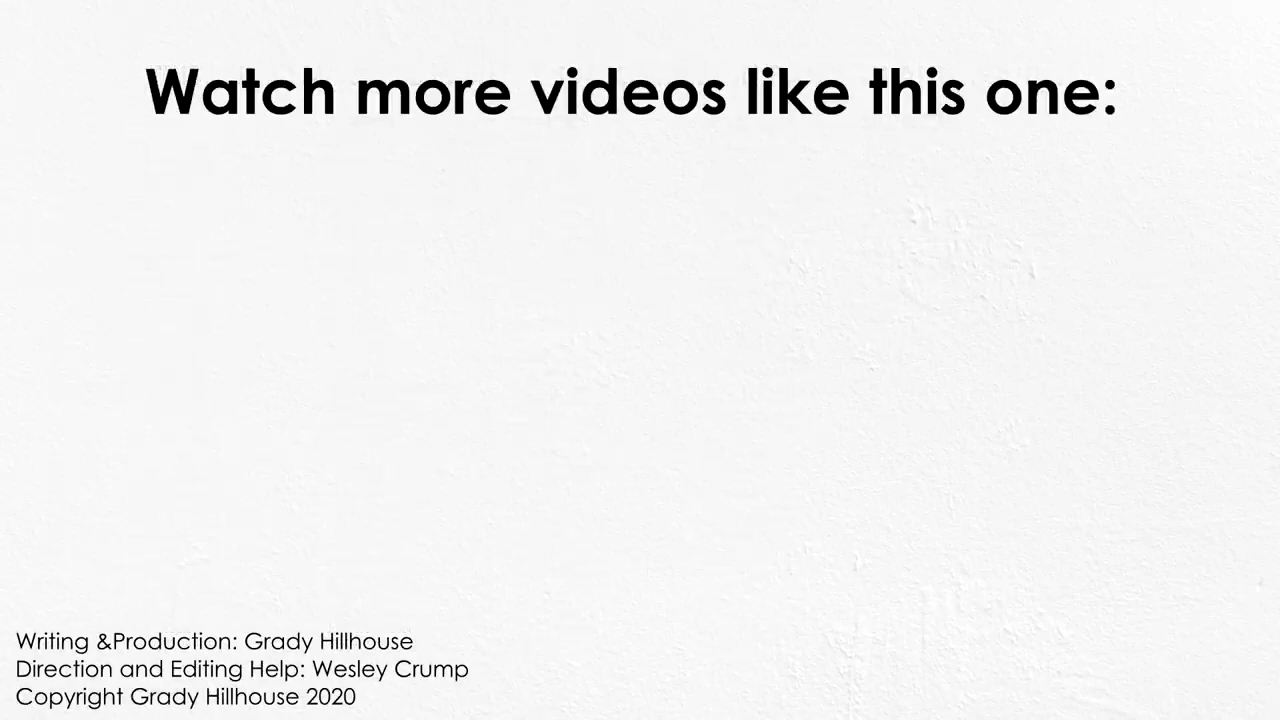 Watch more videos like this one:
Writing &Production: Grady Hillhouse
Direction and Editing Help: Wesley Crump
Copyright Grady Hillhouse 2020